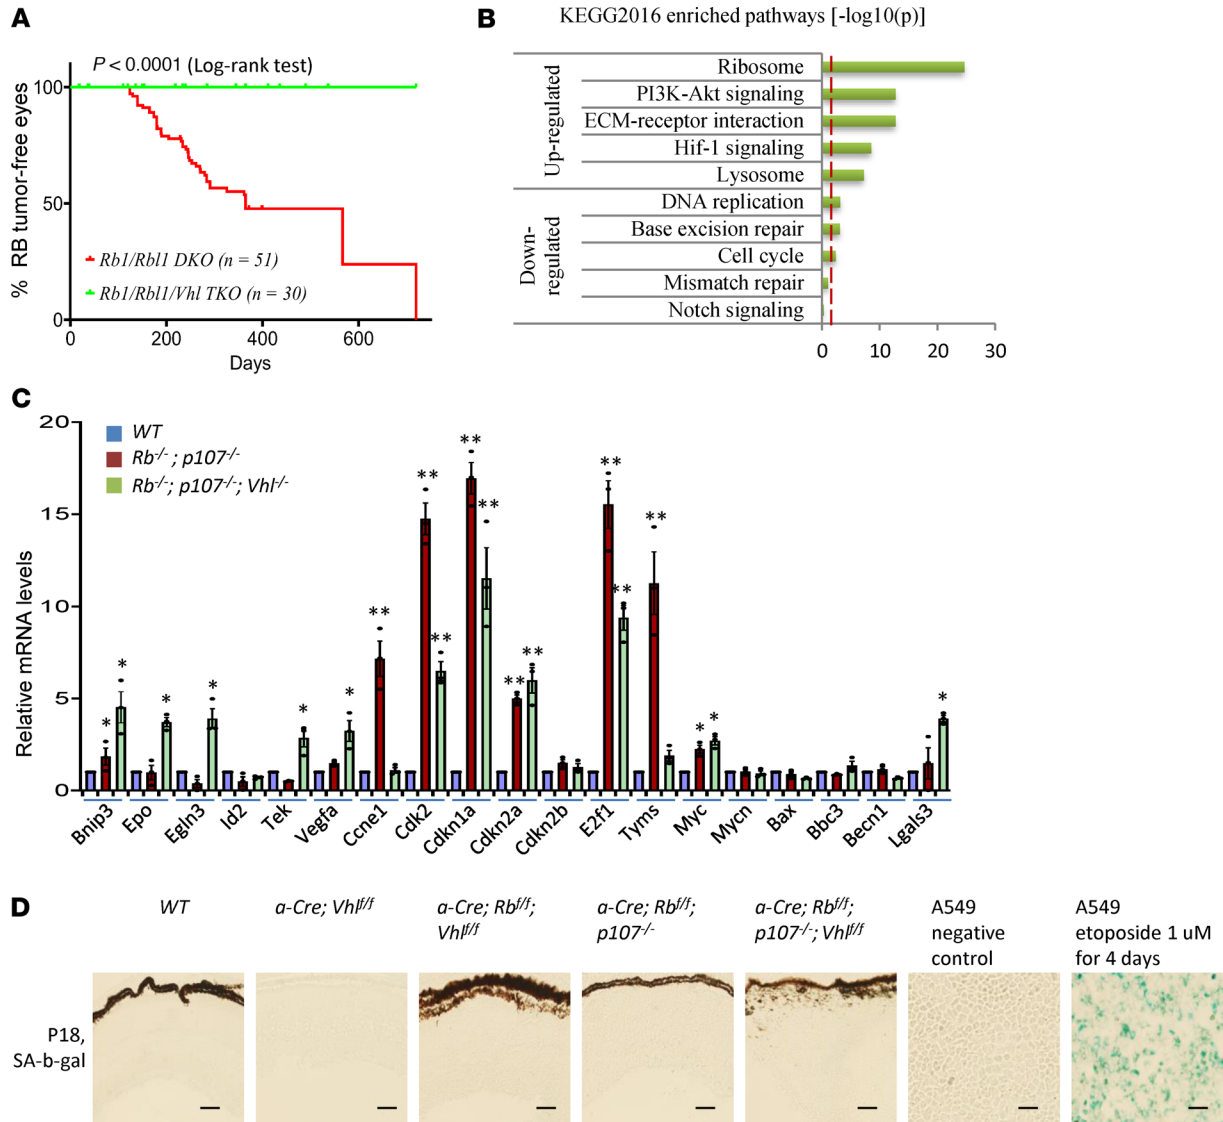 A
P < 0.0001 (Log-rank test)
% RB tumor-free eyes
100
50
0
0
200
400
600
Days
Rb1/Rbl1 DKO (n = 51)
Rb1/Rbl1/Vhl TKO (n = 30)
B
KEGG2016 enriched pathways [-log10(p)]
Up-regulated
Ribosome
PI3K-Akt signaling
ECM-receptor interaction
Hif-1 signaling
Lysosome
Down-
regulated
DNA replication
Base excision repair
Cell cycle
Mismatch repair
Notch signaling
0
10
20
30
C
Relative mRNA levels
20
15
10
5
0
WT
Rb-/-; p107-/-
Rb-/-; p107-/-; Vhl-/-
* * * * * * ** ** ** ** ** ** ** ** ** ** * * *
Bnip3
Epo
Egln3
Id2
Tek
Vegfa
Ccne1
Cdk2
Cdkn1a
Cdkn2a
Cdkn2b
E2f1
Tyms
Myc
Mycn
Bax
Bbc3
Becn1
Lgals3
D
WT
α-Cre; Vhlf/f
α-Cre; Rbf/f;
Vhlf/f
α-Cre; Rbf/f;
p107-/-
α-Cre; Rbf/f;
p107-/-; Vhlf/f
A549
negative
control
A549
etoposide 1 uM
for 4 days
P18,
SA-b-gal